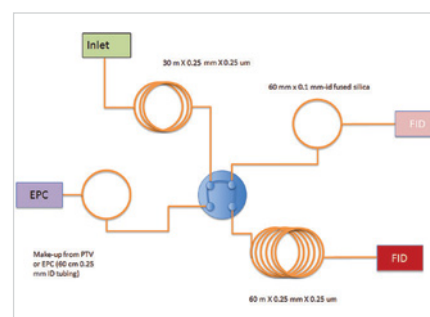 Inlet
30 m X 0.25 mm X 0.25 um
60 mm x 0.1 mm-id fused silica
FID
EPC
Make-up from PTV
or EPC (60 cm 0.25
mm ID tubing)
FID
60 m X 0.25 mm X 0.25 um